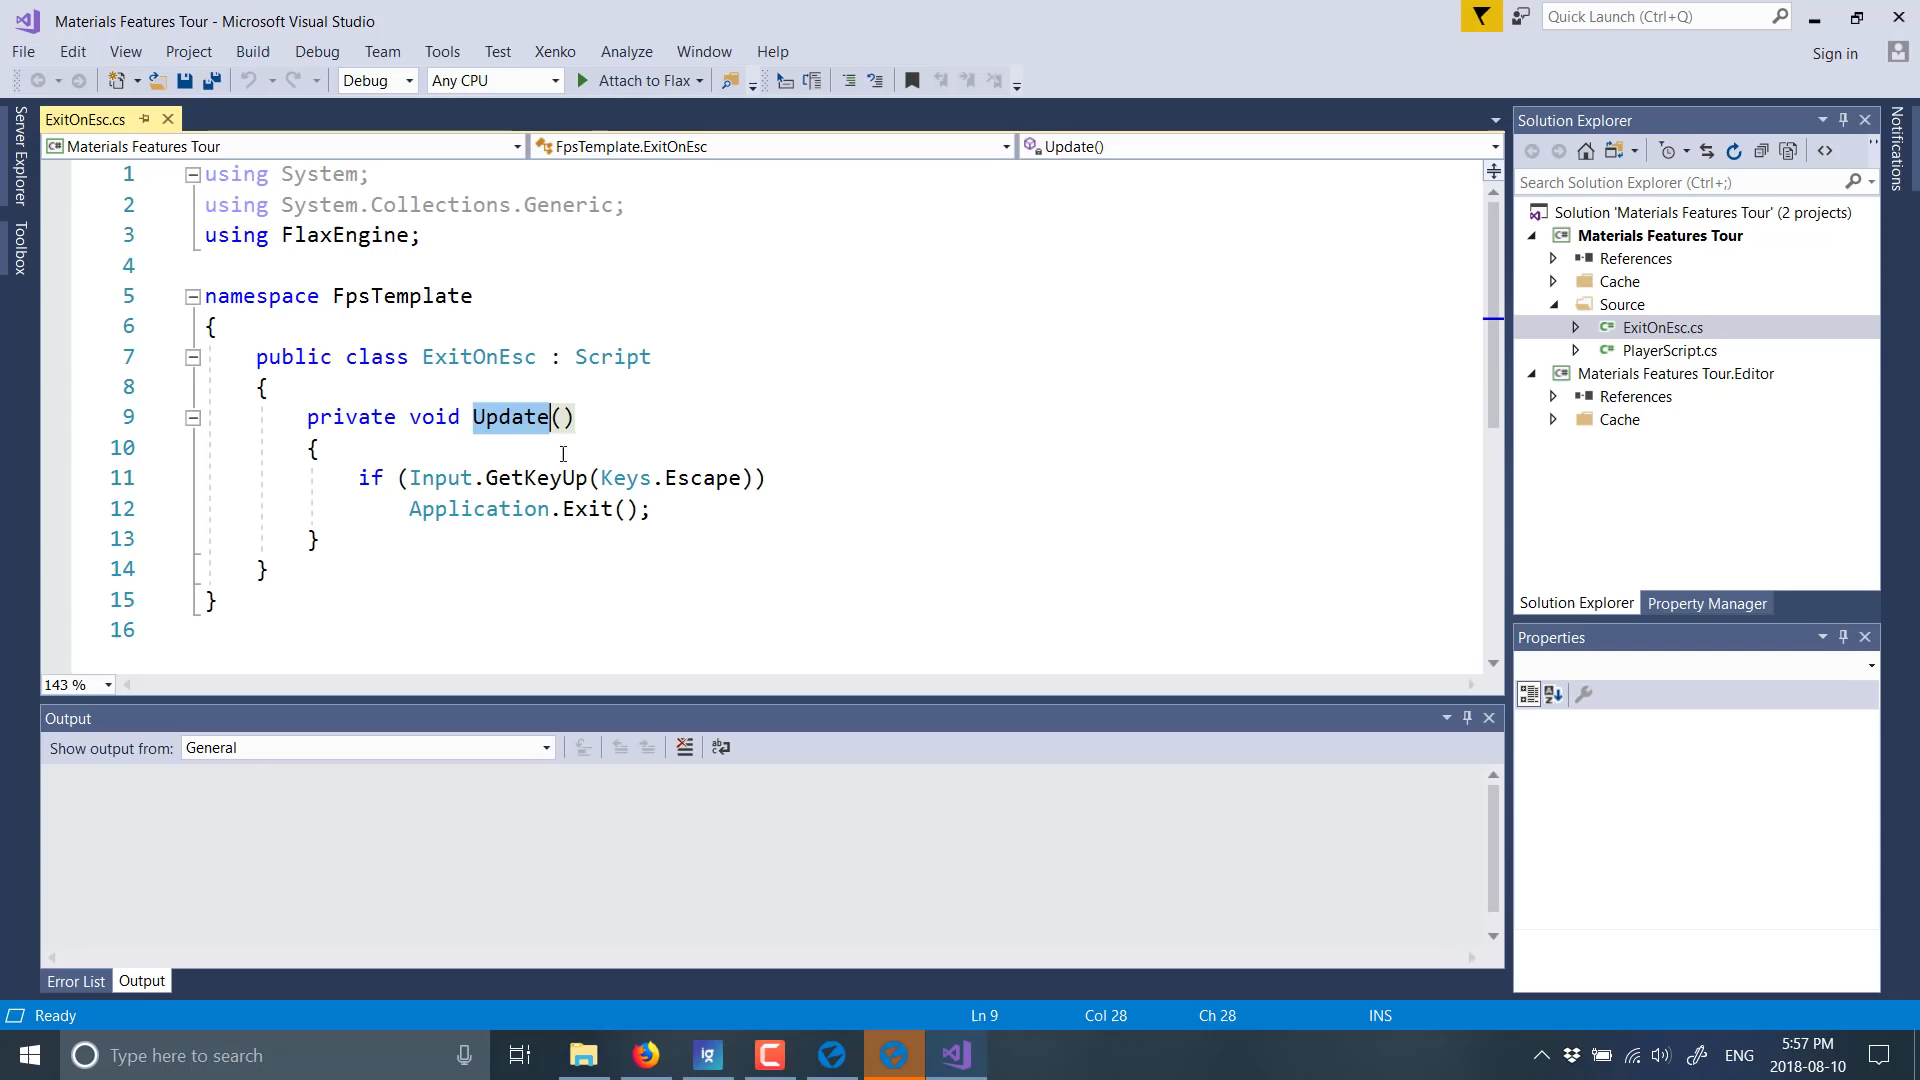 Materials Features Tour - Microsoft Visual Studio
Quick Launch (Ctrl+Q)
File Edit View Project Build Debug Team Tools Test Xenko Analyze Window Help
Sign in
Debug Any CPU Attach to Flax
Server Explorer
Toolbox
ExitOnEsc.cs
Materials Features Tour FpsTemplate.ExitOnEsc Update()
1 using System;
2 using System.Collections.Generic;
3 using FlaxEngine;
4
5 namespace FpsTemplate
6 {
7 public class ExitOnEsc : Script
8 {
9 private void Update()
10 {
11 if (Input.GetKeyUp(Keys.Escape))
12 Application.Exit();
13 }
14 }
15 }
16
143 %
Output
Show output from: General
Error List Output
Solution Explorer
Search Solution Explorer (Ctrl+;)
Solution 'Materials Features Tour' (2 projects)
Materials Features Tour
References
Cache
Source
ExitOnEsc.cs
PlayerScript.cs
Materials Features Tour.Editor
References
Cache
Solution Explorer Property Manager
Properties
Notifications
Ready Ln 9 Col 28 Ch 28 INS
Type here to search
ig
ENG
5:57 PM
2018-08-10